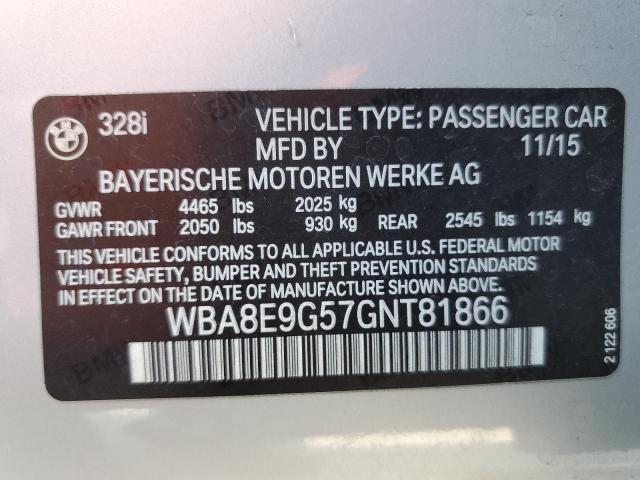 BMW 328i VEHICLE TYPE: PASSENGER CAR
MFD BY 11/15
BAYERISCHE MOTOREN WERKE AG
GVWR 4465 lbs 2025 kg
GAWR FRONT 2050 lbs 930 kg REAR 2545 lbs 1154 kg
THIS VEHICLE CONFORMS TO ALL APPLICABLE U.S. FEDERAL MOTOR
VEHICLE SAFETY, BUMPER AND THEFT PREVENTION STANDARDS
IN EFFECT ON THE DATE OF MANUFACTURE SHOWN ABOVE.
WBA8E9G57GNT81866
2 122 606